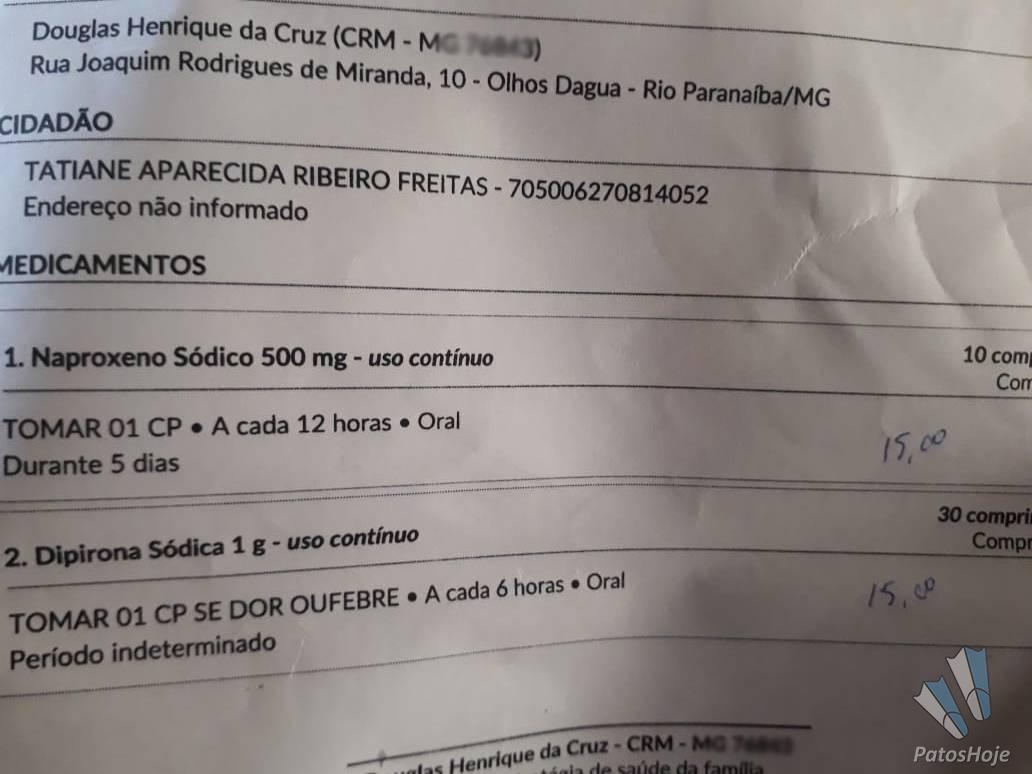 Douglas Henrique da Cruz (CRM - MG
Rua Joaquim Rodrigues de Miranda, 10 - Olhos Dagua - Rio Paranaíba/MG
CIDADÃO
TATIANE APARECIDA RIBEIRO FREITAS - 705006270814052
Endereço não informado
MEDICAMENTOS
1. Naproxeno Sódico 500 mg - uso contínuo 10 comp
Com
TOMAR 01 CP • A cada 12 horas • Oral
15,00
Durante 5 dias
2. Dipirona Sódica 1 g - uso contínuo 30 compri
Compr
TOMAR 01 CP SE DOR OUFEBRE • A cada 6 horas • Oral
15,00
Período indeterminado
glas Henrique da Cruz - CRM - MG
de saúde da família
PatosHoje